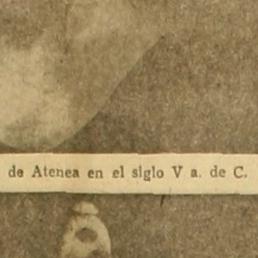 de Atenea en el siglo V a. de C.